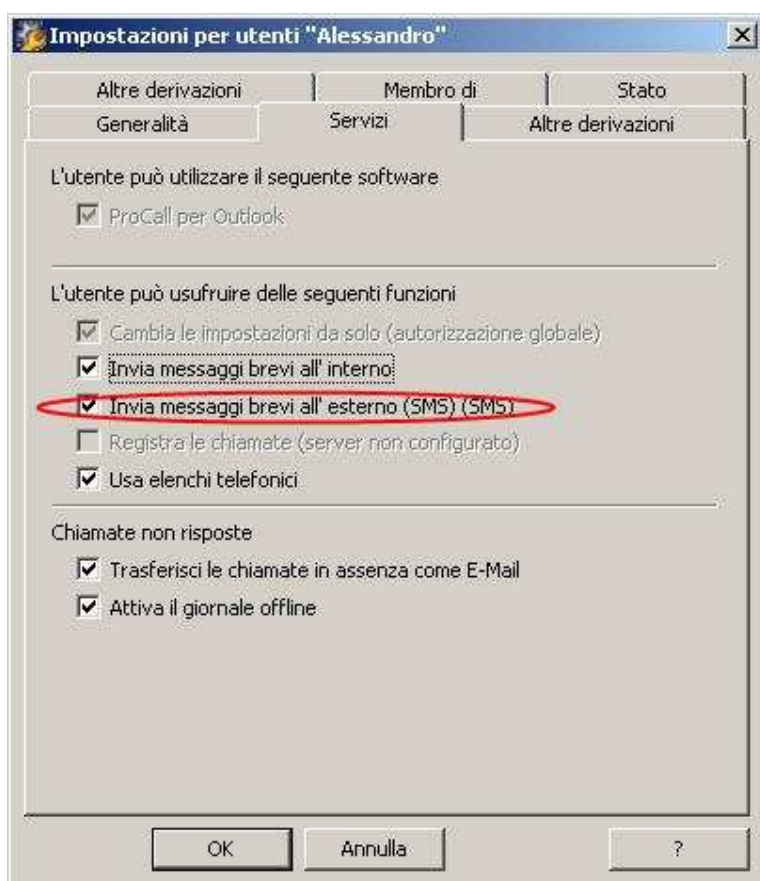 Impostazioni per utenti "Alessandro"
Altre derivazioni Membro di Stato
Generalità Servizi Altre derivazioni
L'utente può utilizzare il seguente software
ProCall per Outlook
L'utente può usufruire delle seguenti funzioni
Cambia le impostazioni da solo (autorizzazione globale)
Invia messaggi brevi all' interno
Invia messaggi brevi all' esterno (SMS) (SMS)
Registra le chiamate (server non configurato)
Usa elenchi telefonici
Chiamate non risposte
Trasferisci le chiamate in assenza come E-Mail
Attiva il giornale offline
OK Annulla ?